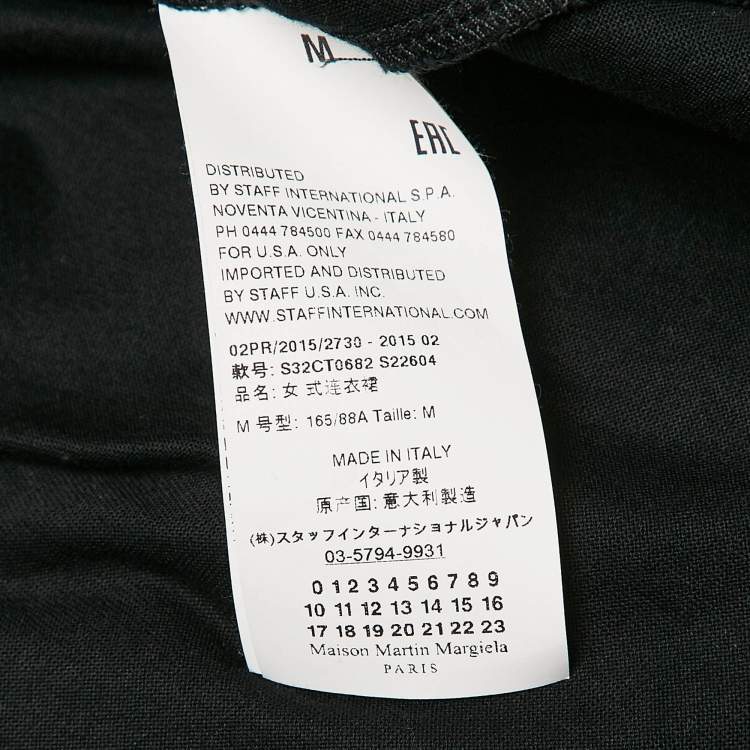 M
EAC
DISTRIBUTED
BY STAFF INTERNATIONAL S.P.A.
NOVENTA VICENTINA - ITALY
PH 0444 784500 FAX 0444 784580
FOR U.S.A. ONLY
IMPORTED AND DISTRIBUTED
BY STAFF U.S.A. INC.
WWW.STAFFINTERNATIONAL.COM
02PR/2015/2730 - 2015 02
軟号: S32CT0682 S22604
品名: 女 式连衣裙
M 号型: 165/88A Taille: M
MADE IN ITALY
イタリア製
原产国: 意大利製造
(株)スタッフインターナショナルジャパン
03-5794-9931
0 1 2 3 4 5 6 7 8 9
10 11 12 13 14 15 16
17 18 19 20 21 22 23
Maison Martin Margiela
PARIS